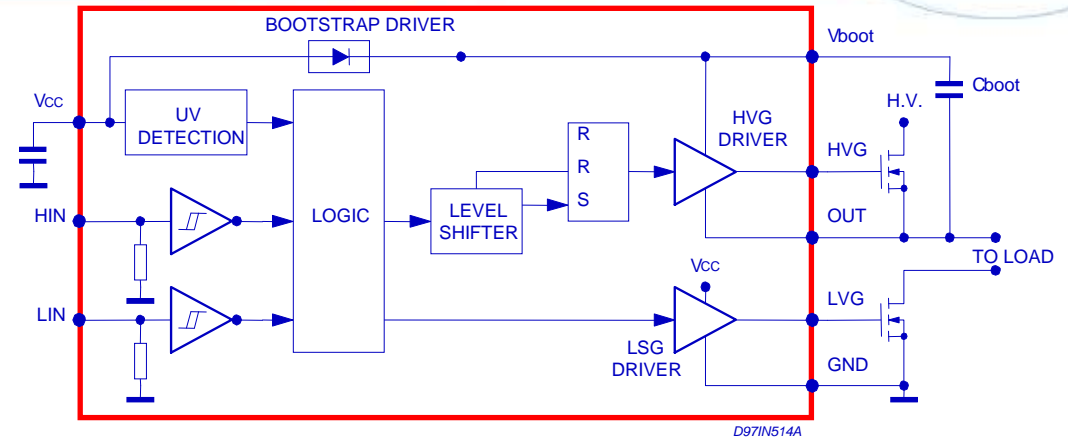 BOOTSTRAP DRIVER
Vboot
Vcc
UV
DETECTION
Cboot
H.V.
HVG
DRIVER
HVG
R
R
S
HIN
LOGIC
LEVEL
SHIFTER
OUT
TO LOAD
Vcc
LIN
LVG
LSG
DRIVER
GND
D97IN514A